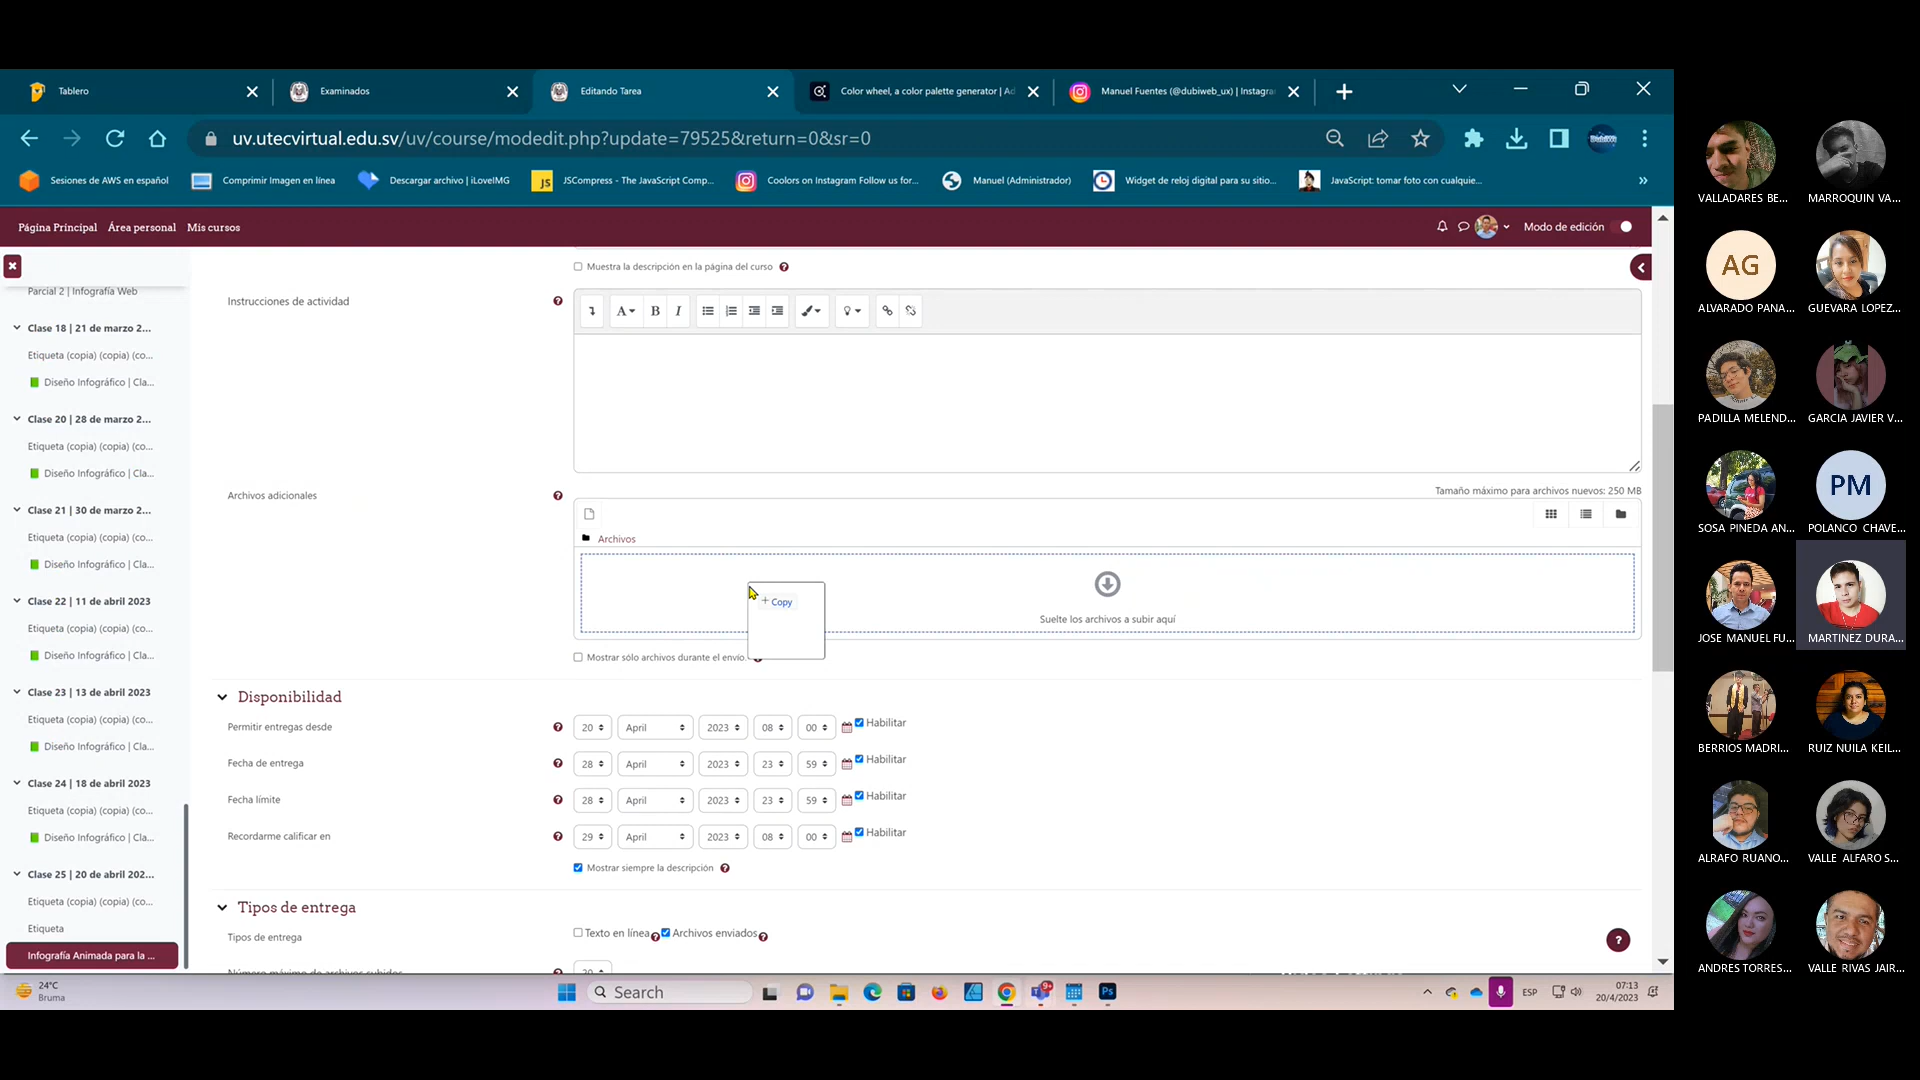 Tablero
Examinados
Editando Tarea
Color wheel, a color palette generator | Ad
Manuel Fuentes (@dubiweb_ux) | Instagra
uv.utecvirtual.edu.sv/uv/course/modedit.php?update=79525&return=0&sr=0
Sesiones de AWS en español
Comprimir Imagen en línea
Descargar archivo | iLoveIMG
JS
JSCompress - The JavaScript Comp...
Coolors on Instagram Follow us for...
Manuel (Administrador)
Widget de reloj digital para su sitio...
JavaScript: tomar foto con cualquie...
»
Página Principal
Área personal
Mis cursos
Modo de edición
Parcial 2 | Infografía Web
Clase 18 | 21 de marzo 2...
Etiqueta (copia) (copia) (co...
Diseño Infográfico | Cla...
Clase 20 | 28 de marzo 2...
Etiqueta (copia) (copia) (co...
Diseño Infográfico | Cla...
Clase 21 | 30 de marzo 2...
Etiqueta (copia) (copia) (co...
Diseño Infográfico | Cla...
Clase 22 | 11 de abril 2023
Etiqueta (copia) (copia) (co...
Diseño Infográfico | Cla...
Clase 23 | 13 de abril 2023
Etiqueta (copia) (copia) (co...
Diseño Infográfico | Cla...
Clase 24 | 18 de abril 2023
Etiqueta (copia) (copia) (co...
Diseño Infográfico | Cla...
Clase 25 | 20 de abril 202...
Etiqueta (copia) (copia) (co...
Etiqueta
Infografía Animada para la ...
Muestra la descripción en la página del curso
Instrucciones de actividad
A B I
Archivos adicionales
Tamaño máximo para archivos nuevos: 250 MB
Archivos
+ Copy
Suelte los archivos a subir aquí
Mostrar sólo archivos durante el envío.
Disponibilidad
Permitir entregas desde
20 April 2023 08 00 Habilitar
Fecha de entrega
28 April 2023 23 59 Habilitar
Fecha límite
28 April 2023 23 59 Habilitar
Recordarme calificar en
29 April 2023 08 00 Habilitar
Mostrar siempre la descripción
Tipos de entrega
Tipos de entrega
Texto en línea
Archivos enviados
Número máximo de archivos subidos
20
24°C
Bruma
Search
9+
Ps
ESP
07:13
20/4/2023
VALLADARES BE...
MARROQUIN VA...
AG
ALVARADO PANA...
GUEVARA LOPEZ...
PADILLA MELEND...
GARCIA JAVIER V...
PM
SOSA PINEDA AN...
POLANCO CHAVE...
JOSE MANUEL FU...
MARTINEZ DURA...
BERRIOS MADRI...
RUIZ NUILA KEIL...
ALRAFO RUANO...
VALLE ALFARO S...
ANDRES TORRES...
VALLE RIVAS JAIR...